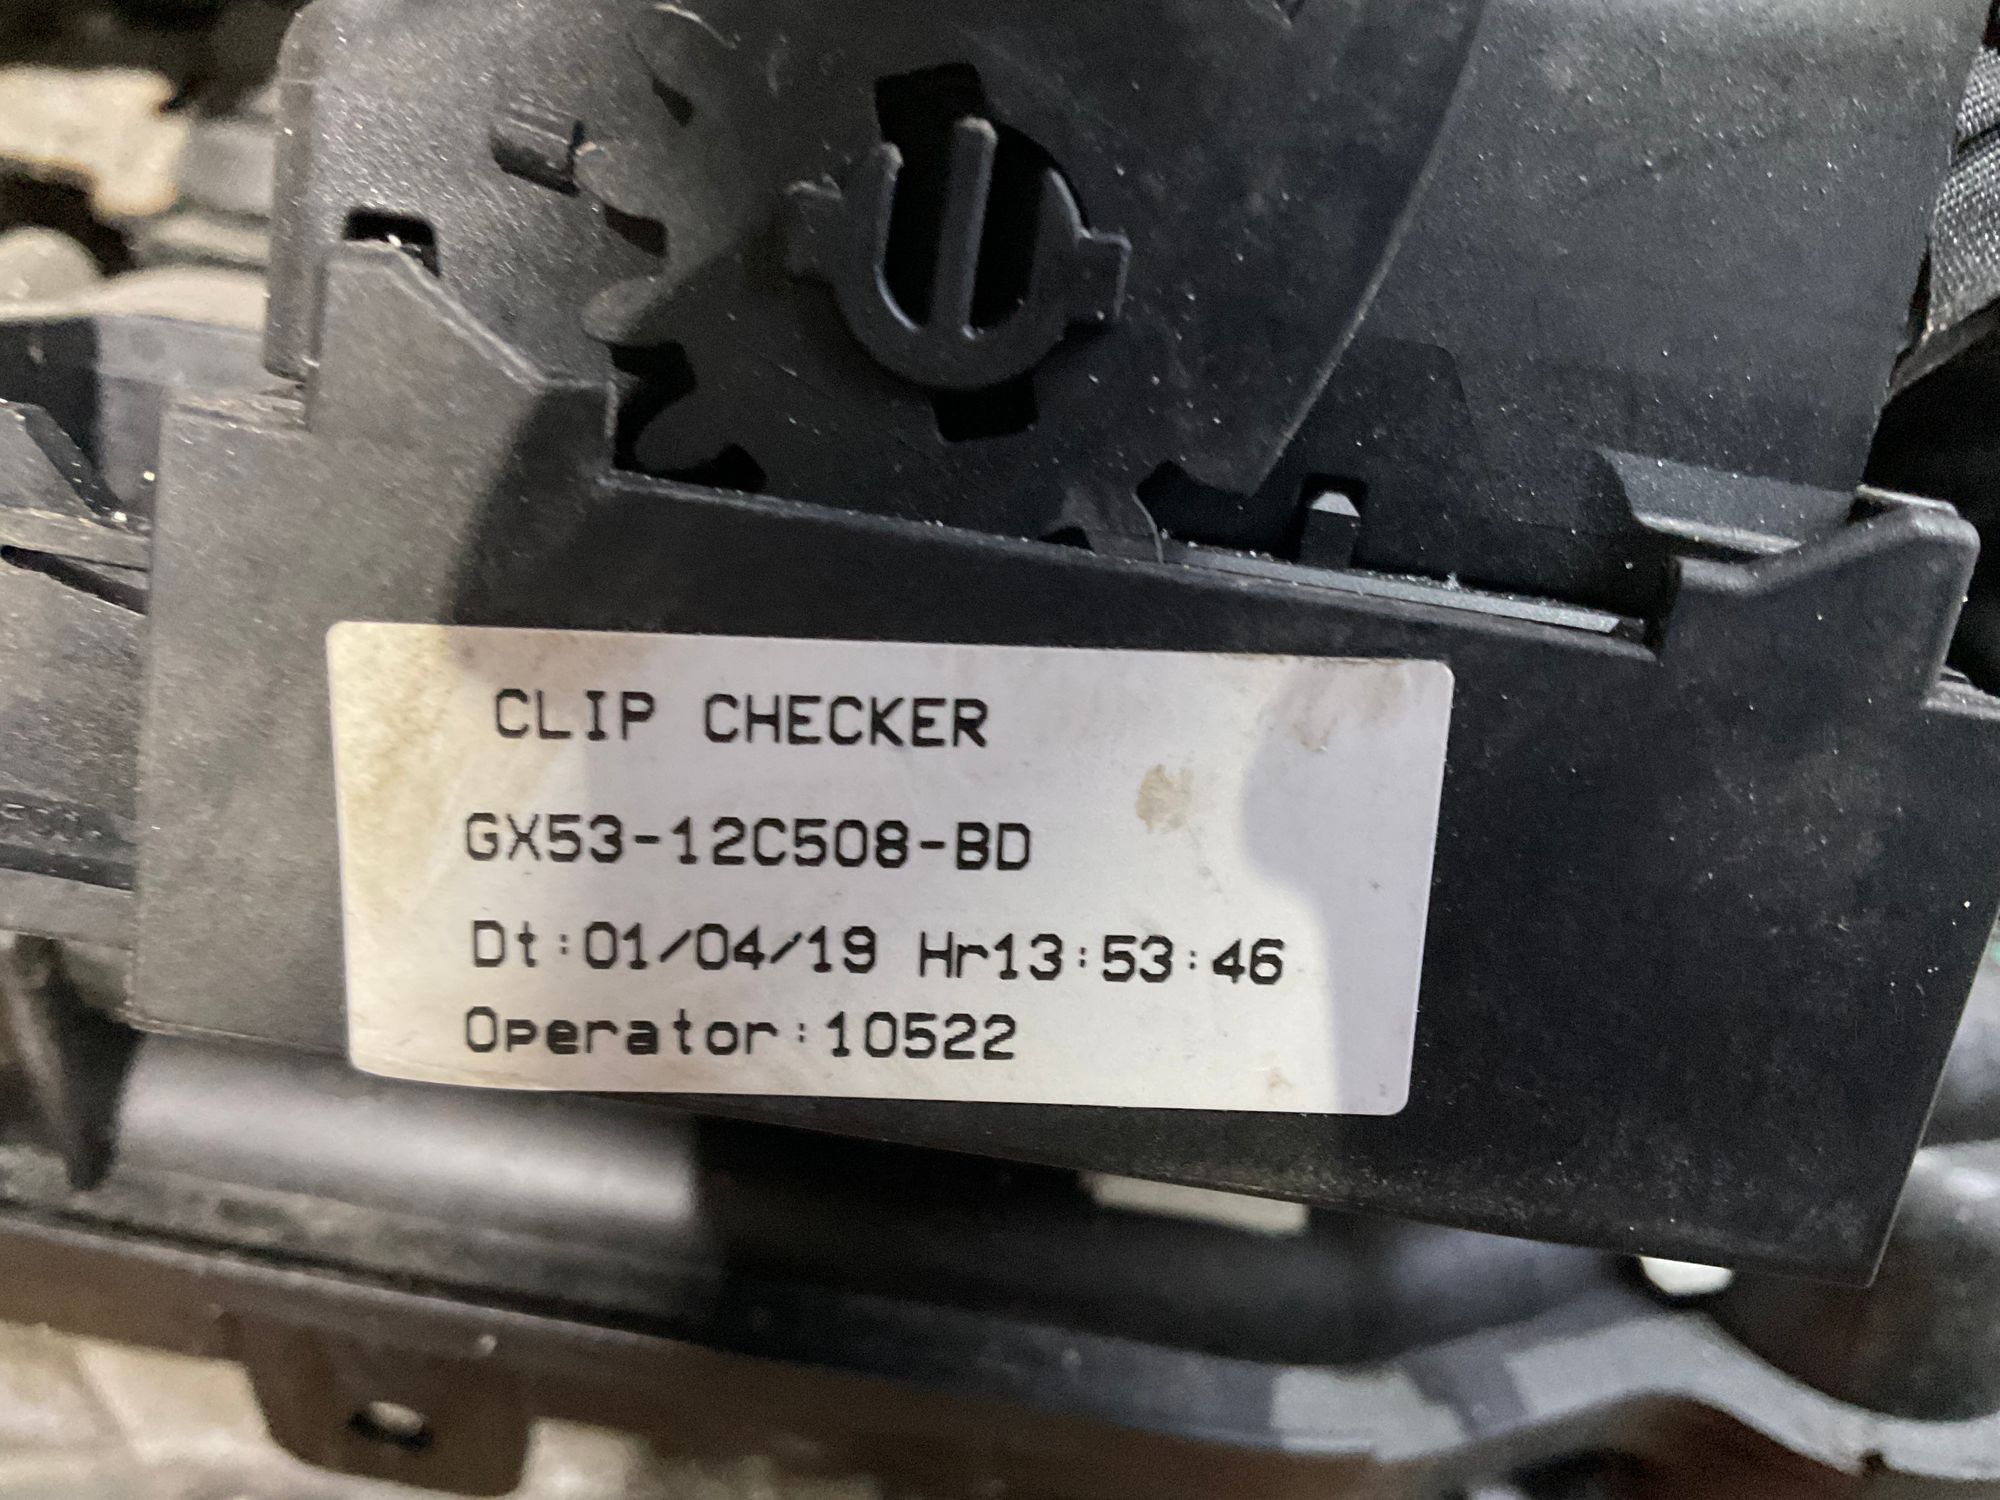 CLIP CHECKER
GX53-12C508-BD
Dt:01/04/19 Hr13:53:46
Operator:10522